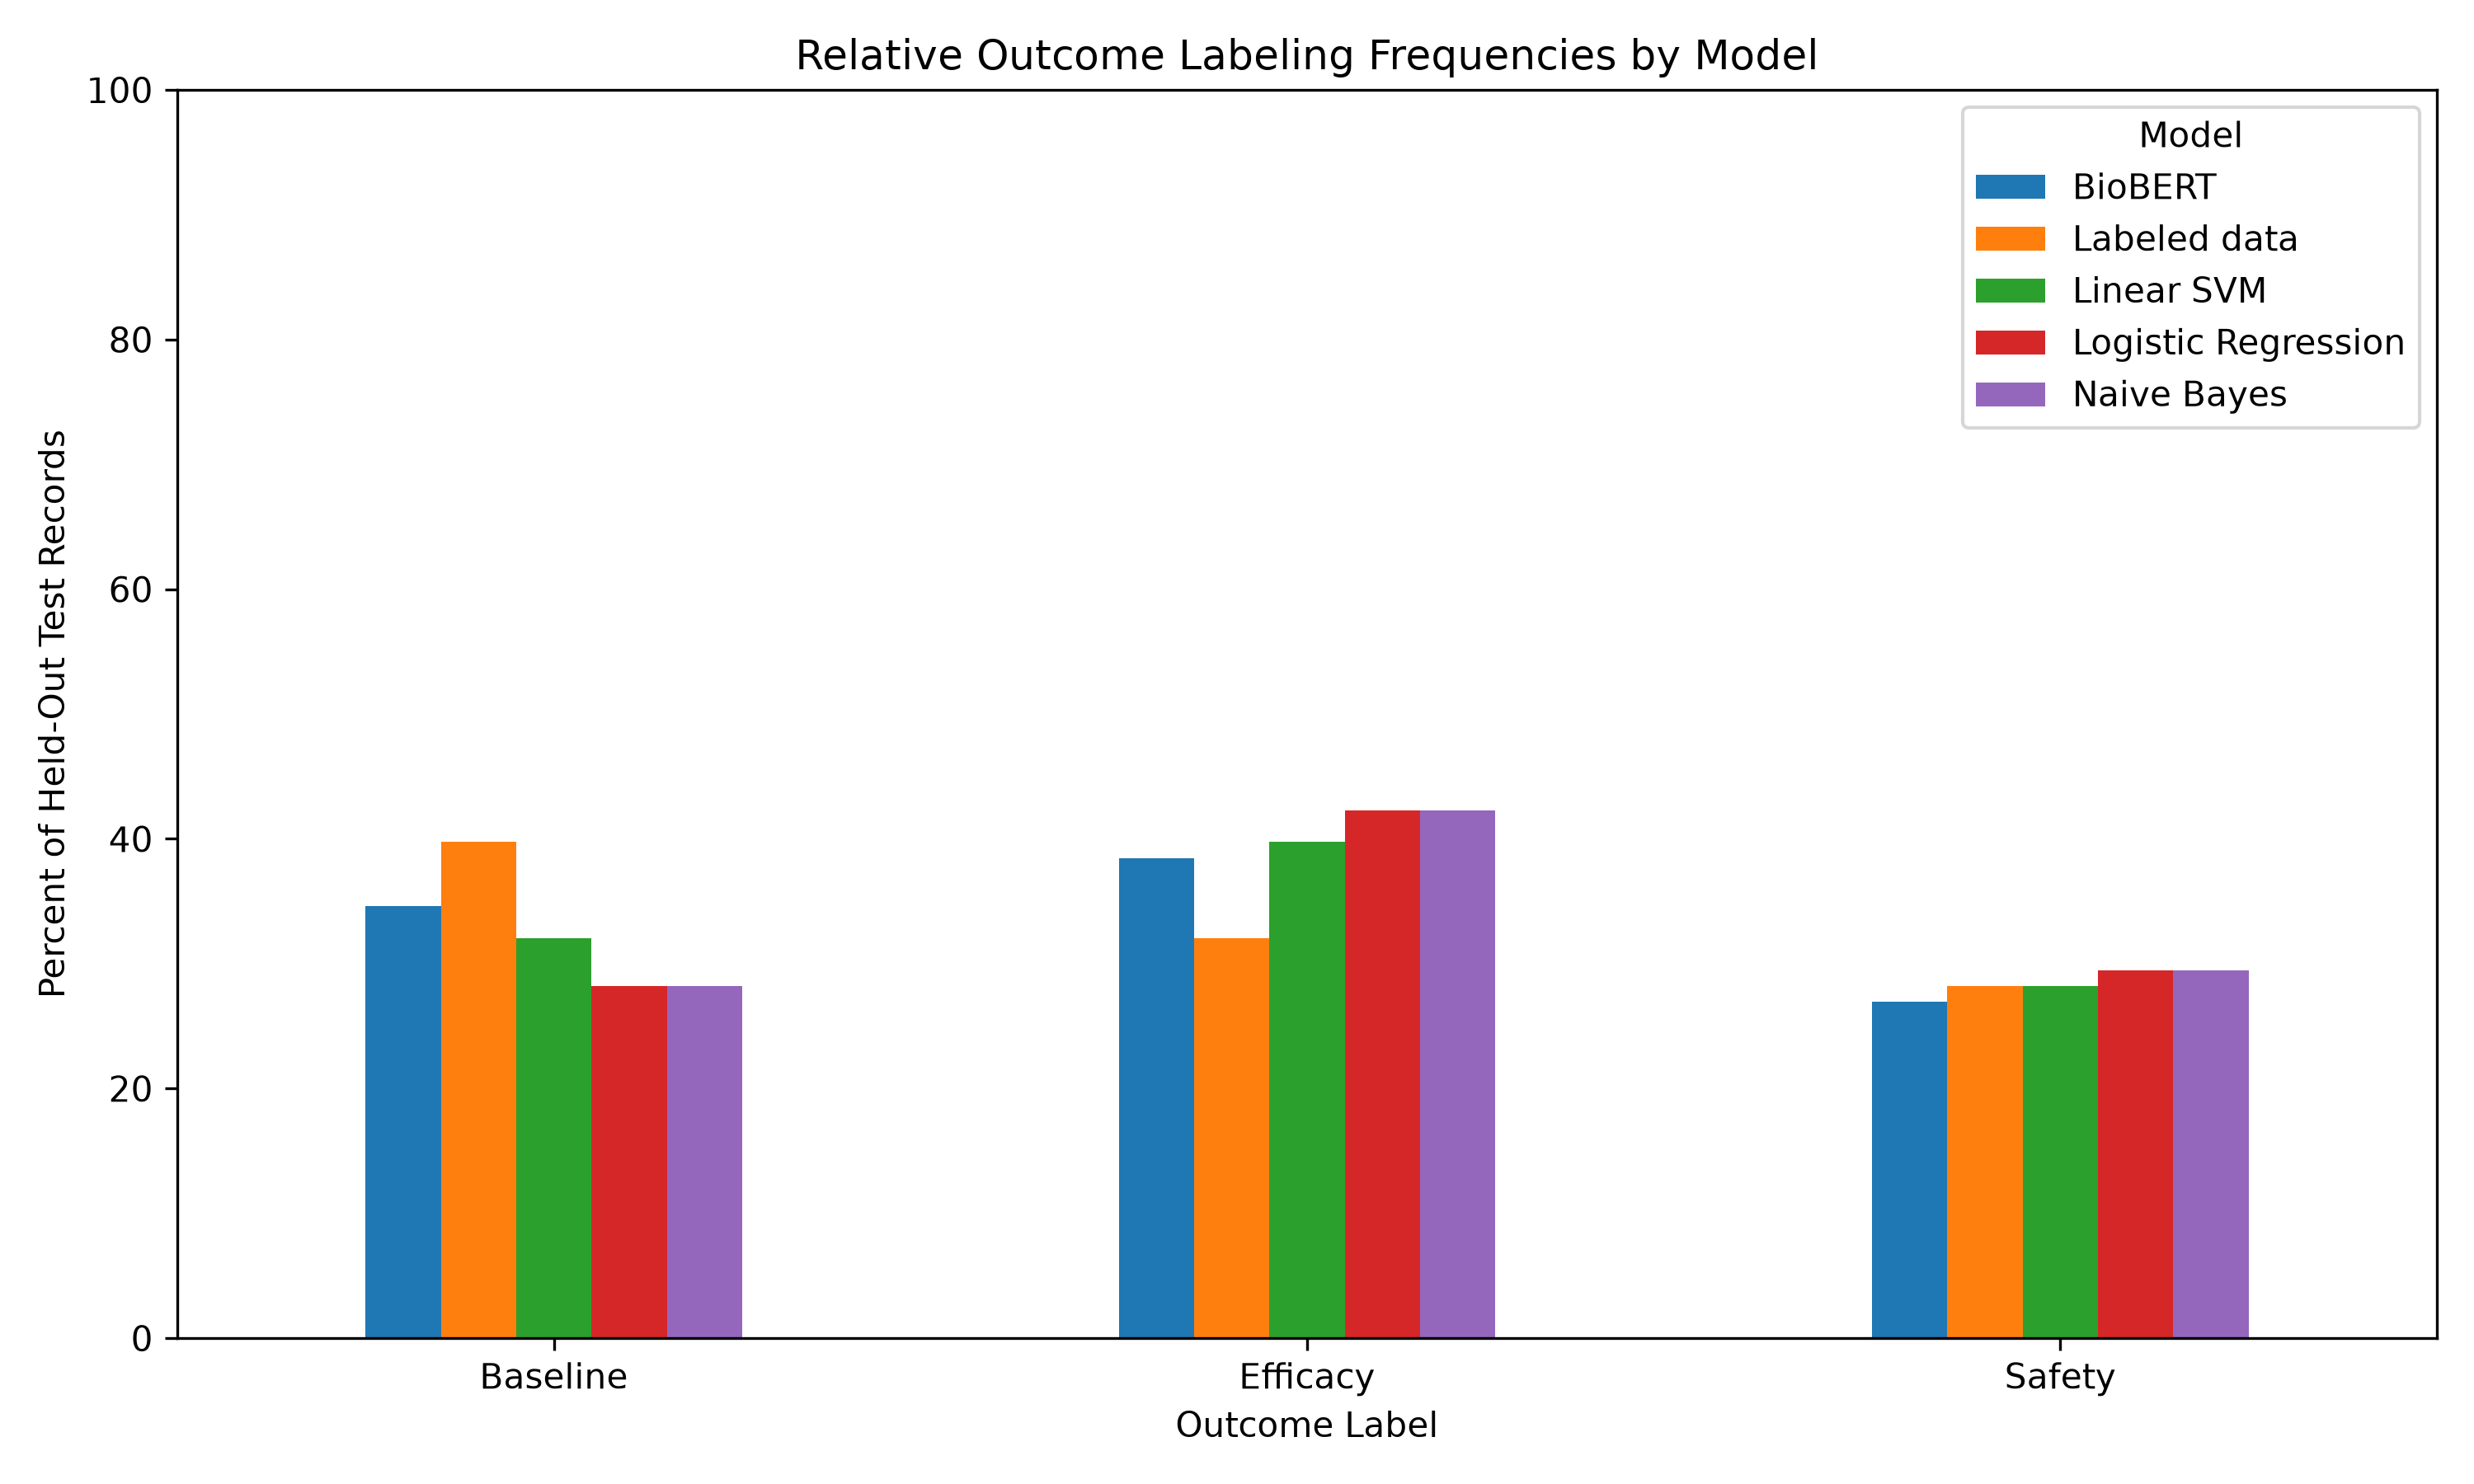 Relative Outcome Labeling Frequencies by Model
Percent of Held-Out Test Records
100
80
60
40
20
0
Model
BioBERT
Labeled data
Linear SVM
Logistic Regression
Naive Bayes
Baseline
Efficacy
Safety
Outcome Label